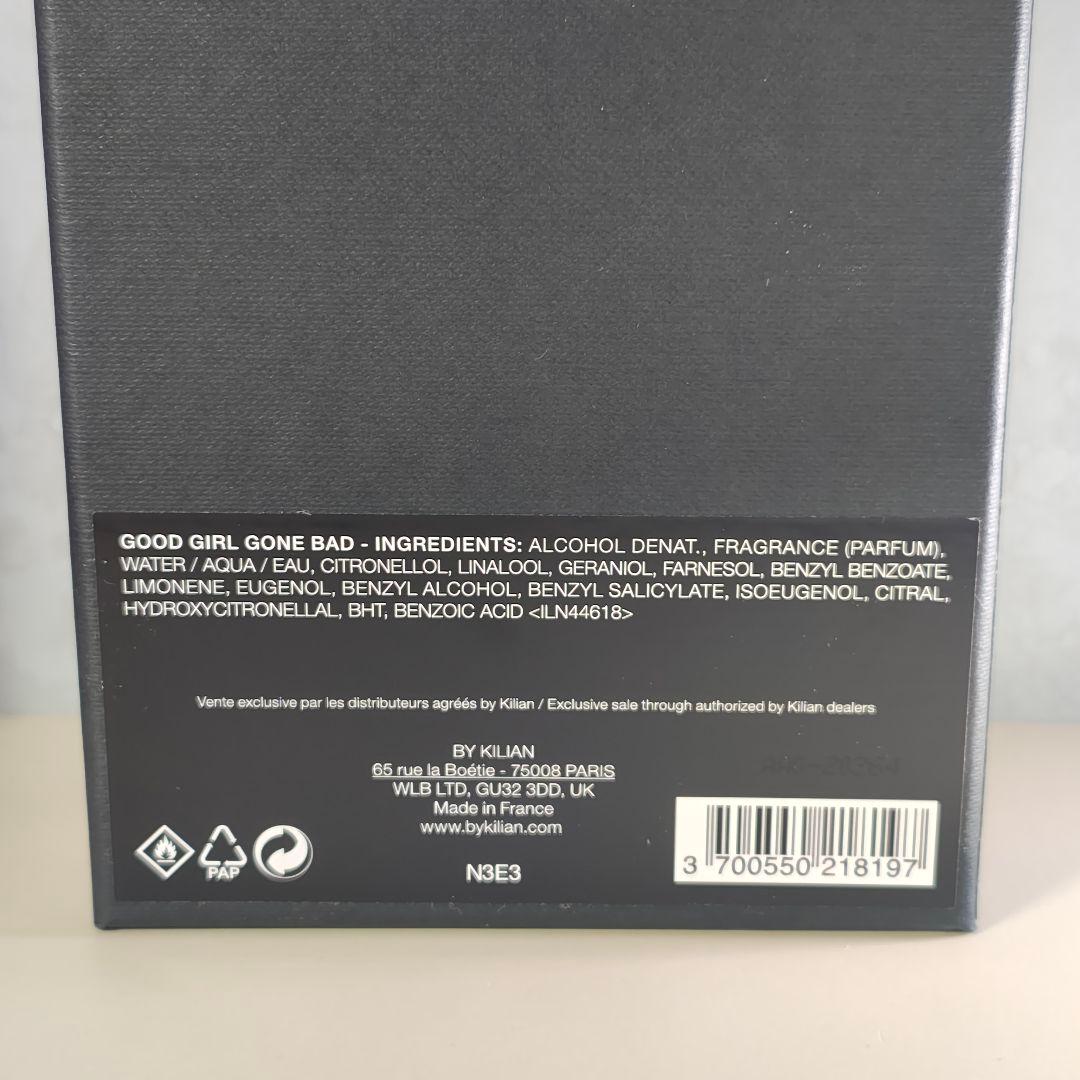 GOOD GIRL GONE BAD - INGREDIENTS: ALCOHOL DENAT., FRAGRANCE (PARFUM),
WATER / AQUA / EAU, CITRONELLOL, LINALOOL, GERANIOL, FARNESOL, BENZYL BENZOATE,
LIMONENE, EUGENOL, BENZYL ALCOHOL, BENZYL SALICYLATE, ISOEUGENOL, CITRAL,
HYDROXYCITRONELLAL, BHT, BENZOIC ACID <ILN44618>
Vente exclusive par les distributeurs agréés by Kilian / Exclusive sale through authorized by Kilian dealers
BY KILIAN
65 rue la Boétie - 75008 PARIS
WLB LTD, GU32 3DD, UK
Made in France
www.bykilian.com
PAP
N3E3
3 700550 218197